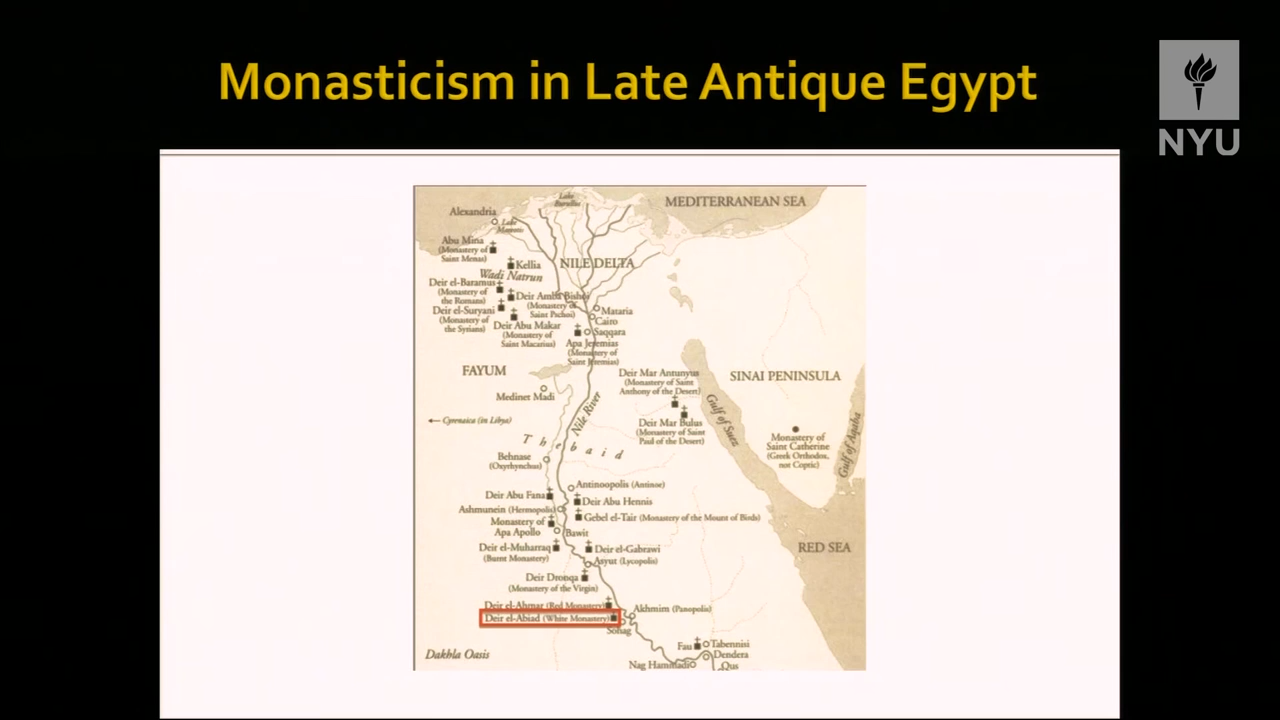 Monasticism in Late Antique Egypt
NYU
MEDITERRANEAN SEA
Alexandria
Lake
Lake
Abu Mina
(Monastery of
Saint Menas)
Kellia
NILE DELTA
Wadi Natrun
Deir el-Baramus
(Monastery of
the Romans)
Deir Amba Bishoi
(Monastery of
Saint Pschoi)
Deir el-Suryani
(Monastery of
the Syrians)
Deir Abu Makar
(Monastery of
Saint Macarius)
Mataria
Cairo
Saqqara
Apa Jeremias
(Monastery of
Saint Jeremias)
FAYUM
Medinet Madi
Deir Mar Antunyus
(Monastery of Saint
Anthony of the Desert)
SINAI PENINSULA
Deir Mar Bulus
(Monastery of Saint
Paul of the Desert)
Gulf of Suez
Gulf of Aqaba
Monastery of
Saint Catherine
(Greek Orthodox,
not Coptic)
Cyrenaica (in Libya)
Nile River
Thebaid
Behnase
(Oxyrhynchus)
Antinoopolis (Antinoe)
Deir Abu Fana
Deir Abu Hennis
Ashmunein (Hermopolis)
Gebel el-Tair (Monastery of the Mount of Birds)
Monastery of
Apa Apollo
Bawit
Deir el-Muharraq
(Burnt Monastery)
Deir el-Gabrawi
Asyut (Lycopolis)
RED SEA
Deir Dronqa
(Monastery of the Virgin)
Deir el-Ahmar (Red Monastery)
Deir el-Abiad (White Monastery)
Akhmim (Panopolis)
Sohag
Fau
Tabennisi
Dendera
Dakhla Oasis
Nag Hammadi
Qus